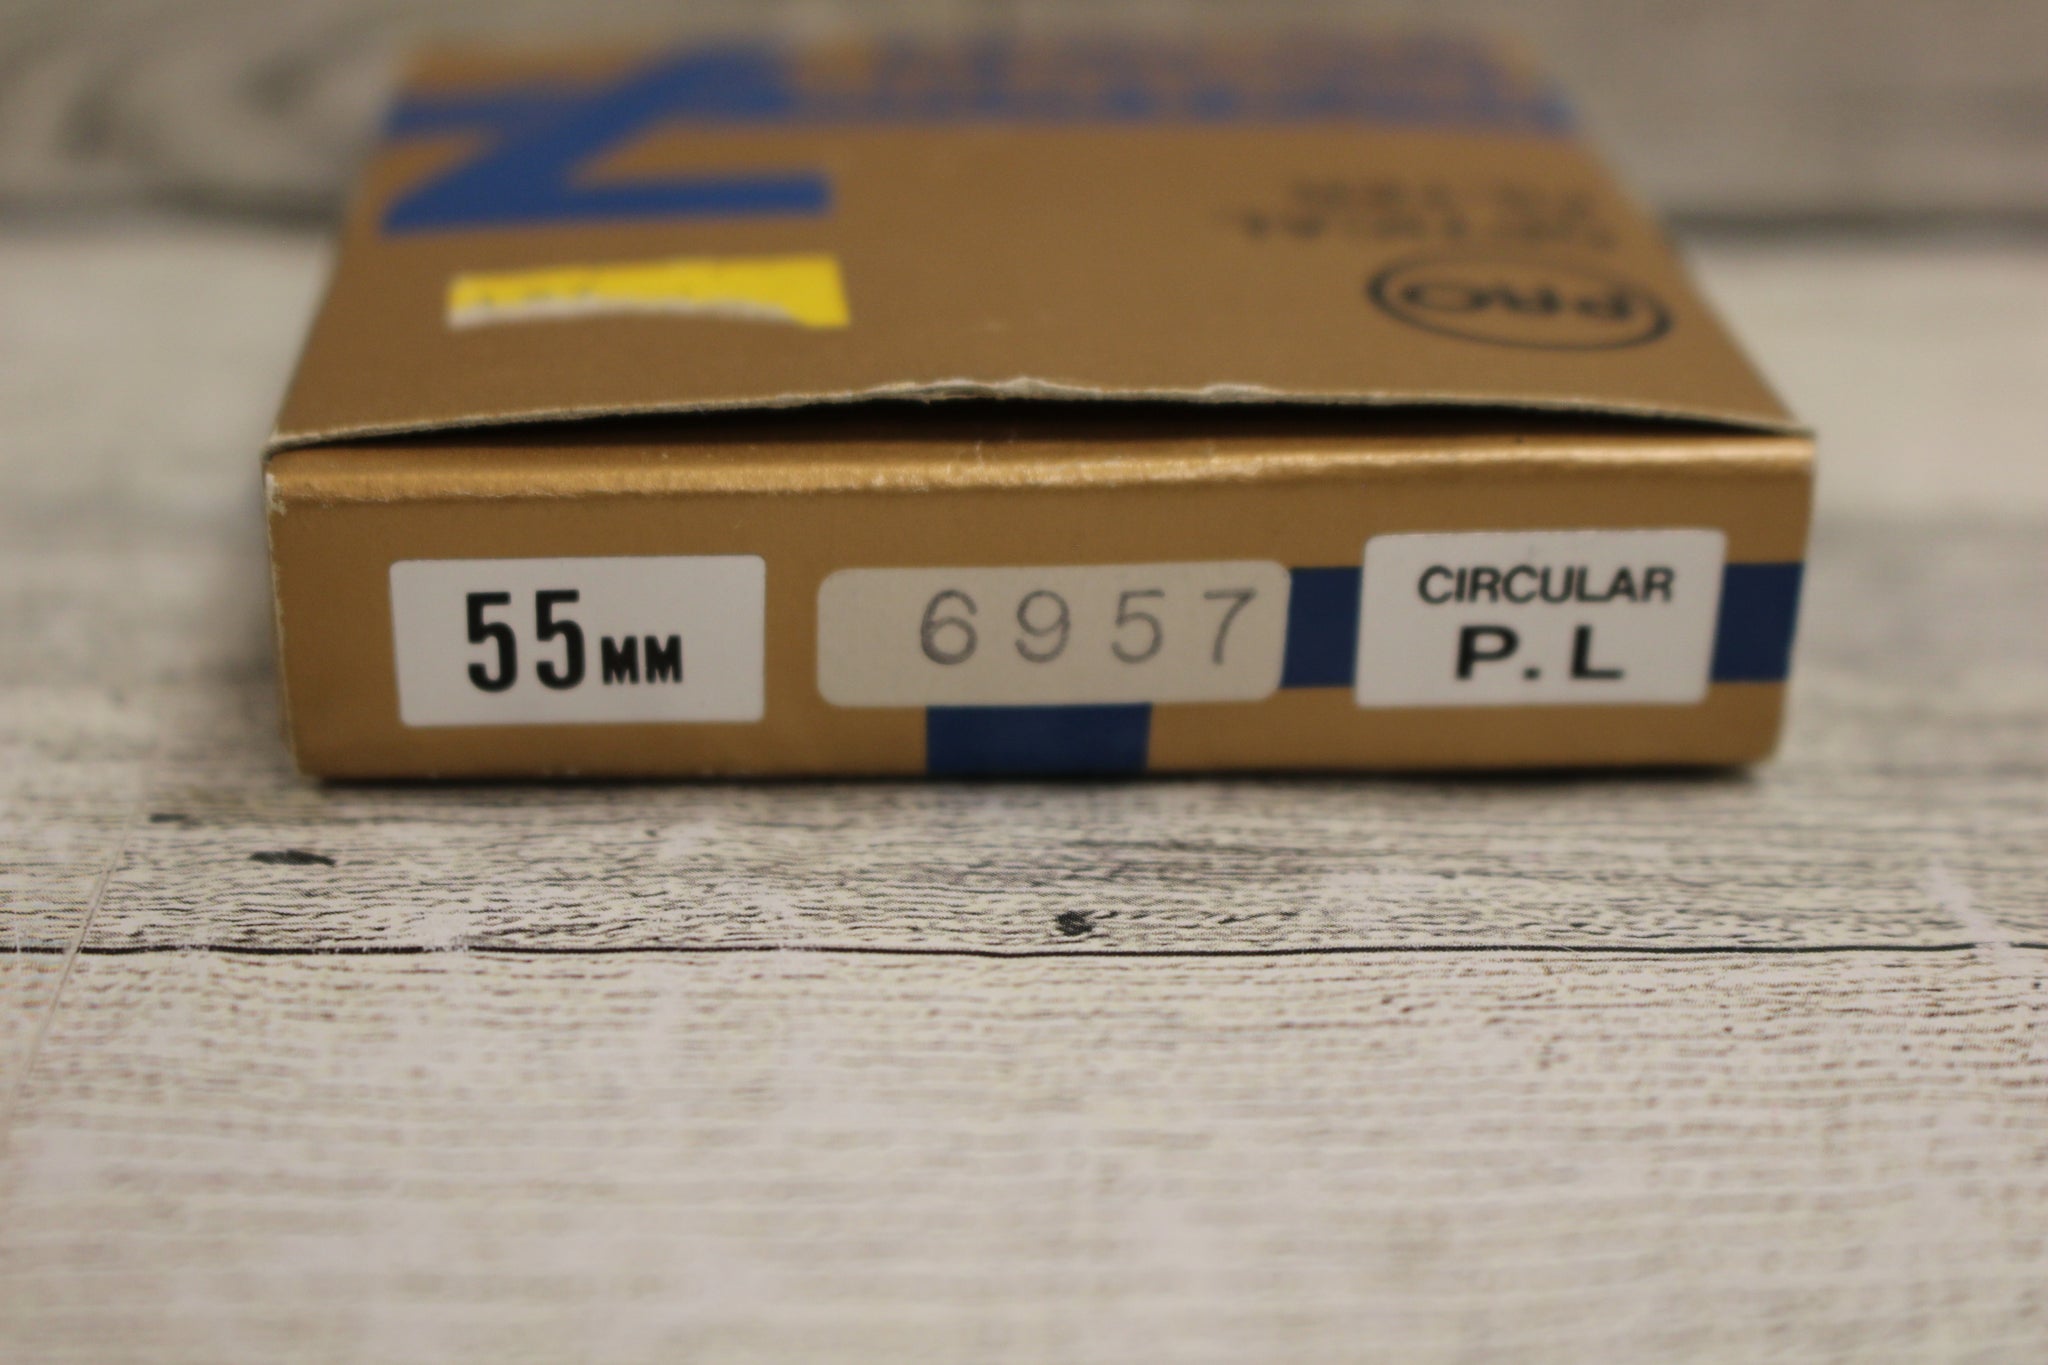 PRO
55MM
6957
CIRCULAR
P. L